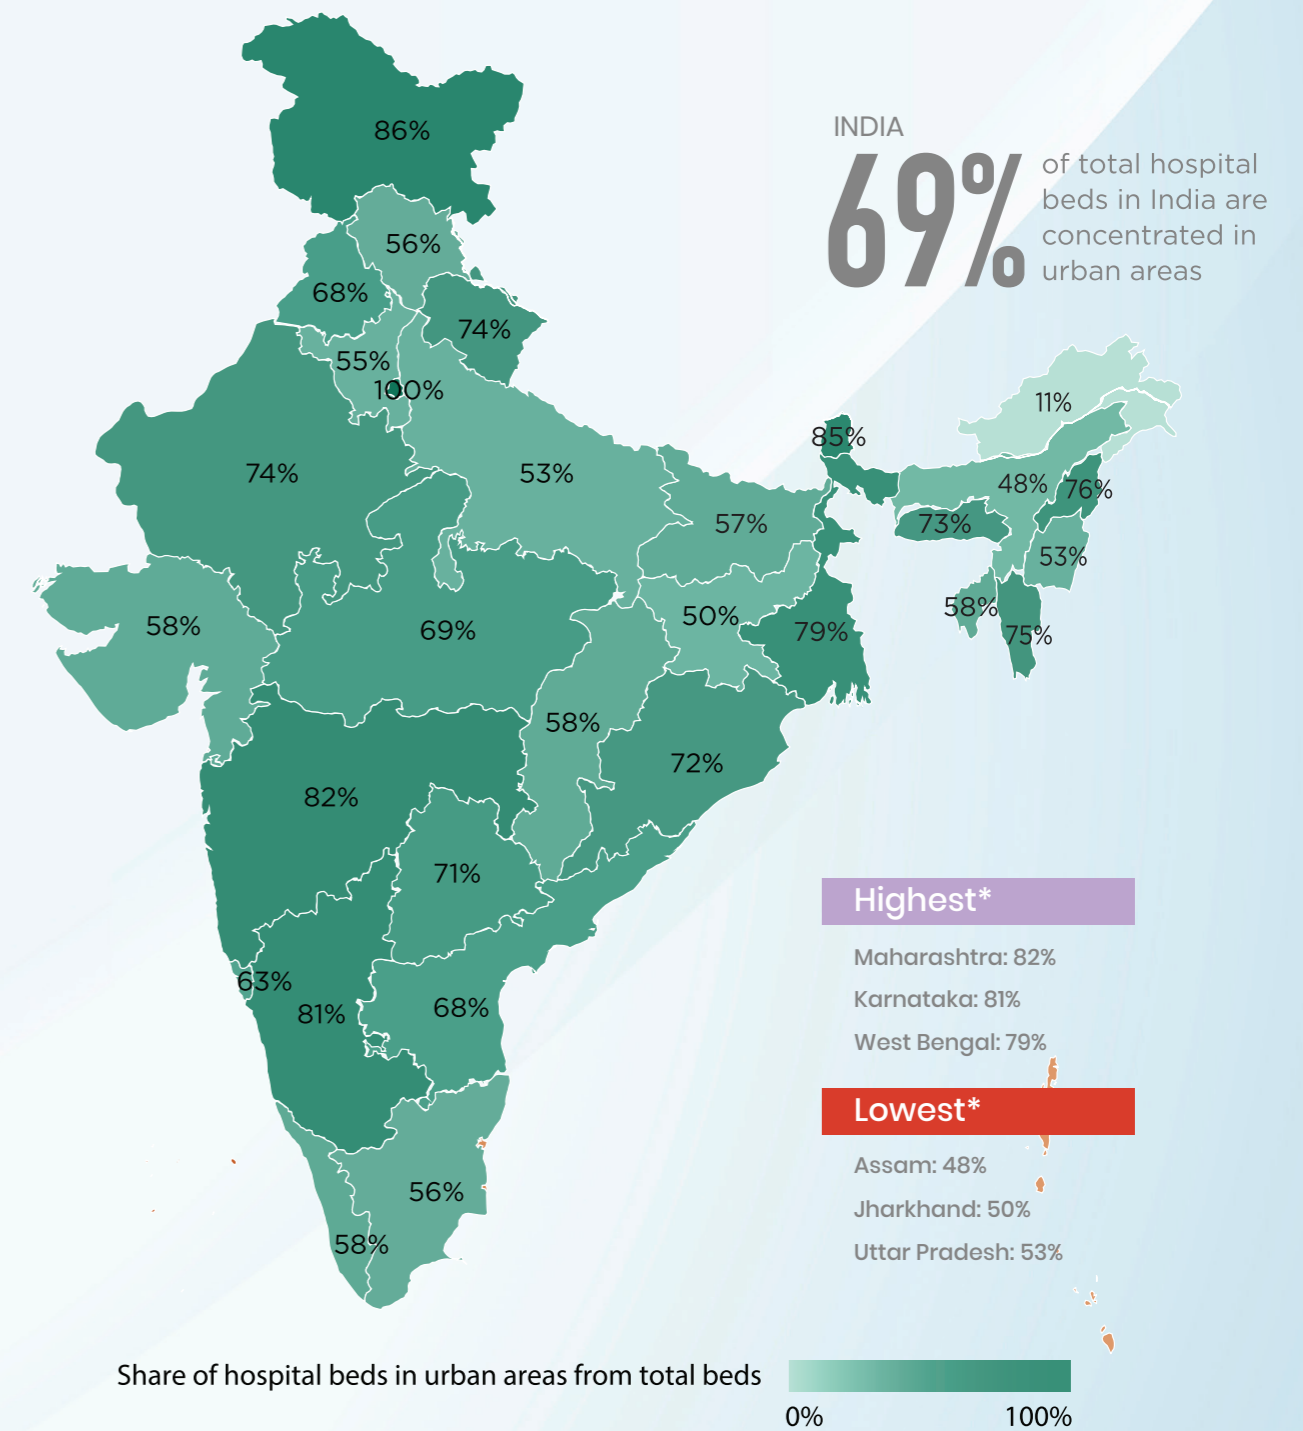 INDIA
69%
of total hospital
beds in India are
concentrated in
urban areas
86%
56%
68%
74%
55%
100%
11%
85%
74%
53%
48%
76%
57%
73%
53%
58%
69%
50%
79%
58%
75%
58%
72%
82%
71%
63%
81%
68%
56%
58%
Highest*
Maharashtra: 82%
Karnataka: 81%
West Bengal: 79%
Lowest*
Assam: 48%
Jharkhand: 50%
Uttar Pradesh: 53%
Share of hospital beds in urban areas from total beds
0%
100%